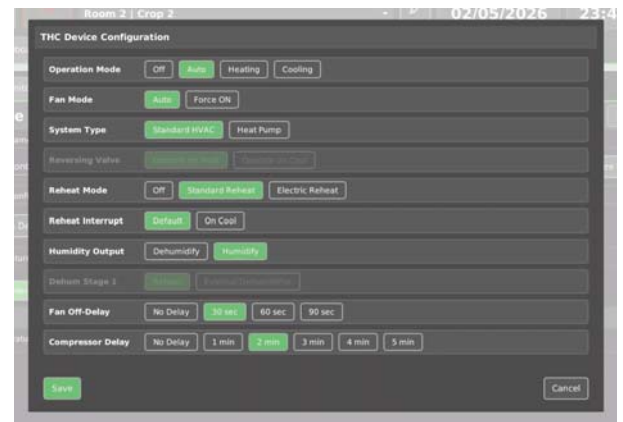 Room 2 | Crop 2
02/05/2026
23:4
THC Device Configuration
Operation Mode Off Auto Heating Cooling
Fan Mode Auto Force ON
System Type Standard HVAC Heat Pump
Reversing Valve
Reheat Mode Off Standard Reheat Electric Reheat
Reheat Interrupt Default On Cool
Humidity Output Dehumidify Humidify
Dehum Stage 1
Fan Off-Delay No Delay 30 sec 60 sec 90 sec
Compressor Delay No Delay 1 min 2 min 3 min 4 min 5 min
Save Cancel